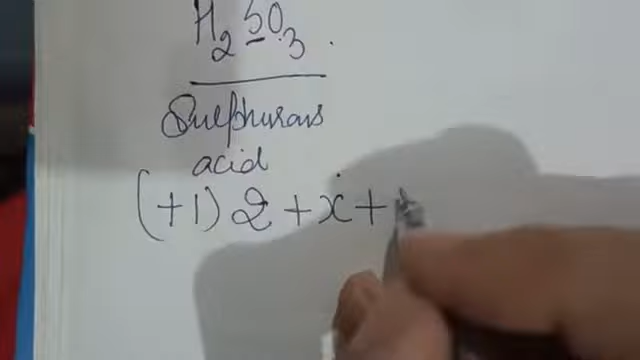 H₂SO₃.
Sulphurous
acid
(+1) 2 + x +